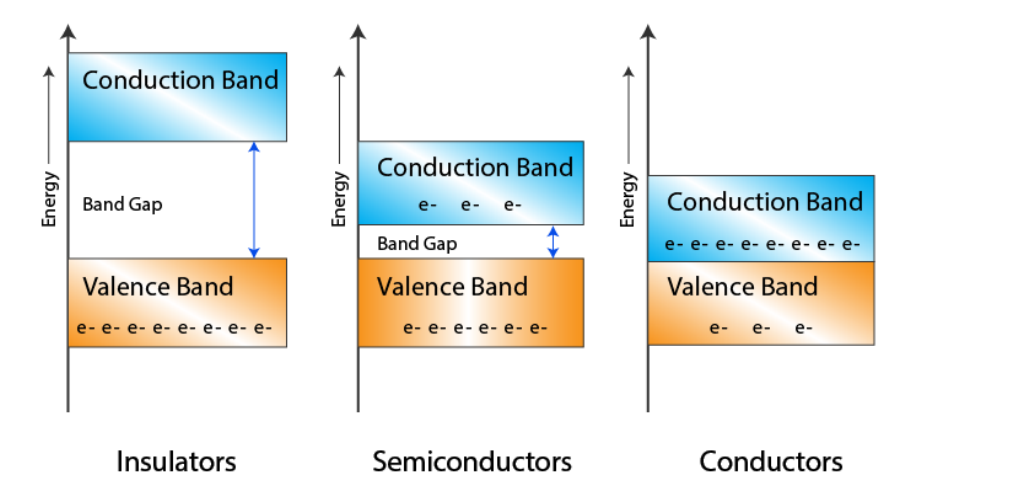 Energy
Conduction Band
Band Gap
Valence Band
e- e- e- e- e- e- e- e-
Insulators
Energy
Conduction Band
e- e- e-
Band Gap
Valence Band
e- e- e- e- e- e-
Semiconductors
Energy
Conduction Band
e- e- e- e- e- e- e- e-
Valence Band
e- e- e-
Conductors